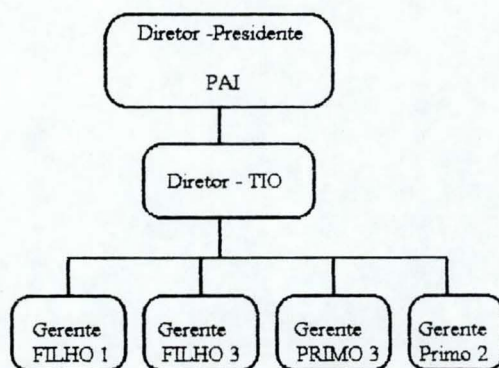 Diretor -Presidente
PAI
Diretor - TIO
Gerente
FILHO 1
Gerente
FILHO 3
Gerente
PRIMO 3
Gerente
Primo 2